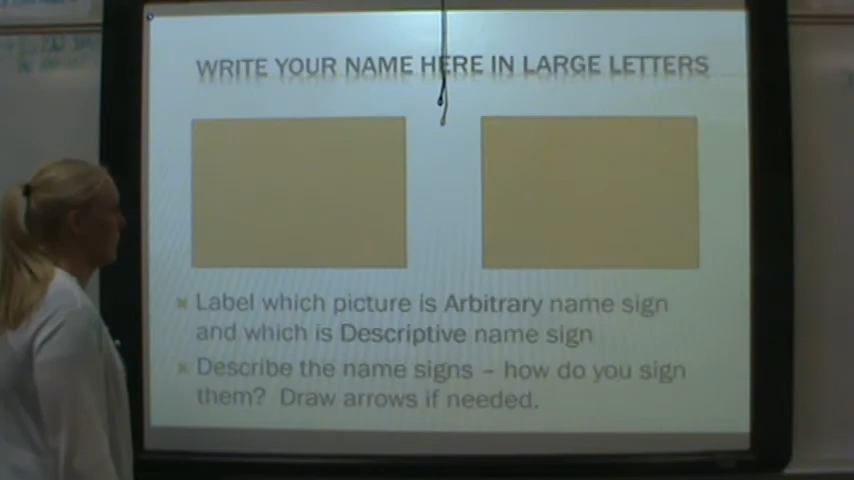 WRITE YOUR NAME HERE IN LARGE LETTERS
Label which picture is Arbitrary name sign
and which is Descriptive name sign
Describe the name signs – how do you sign
them? Draw arrows if needed.